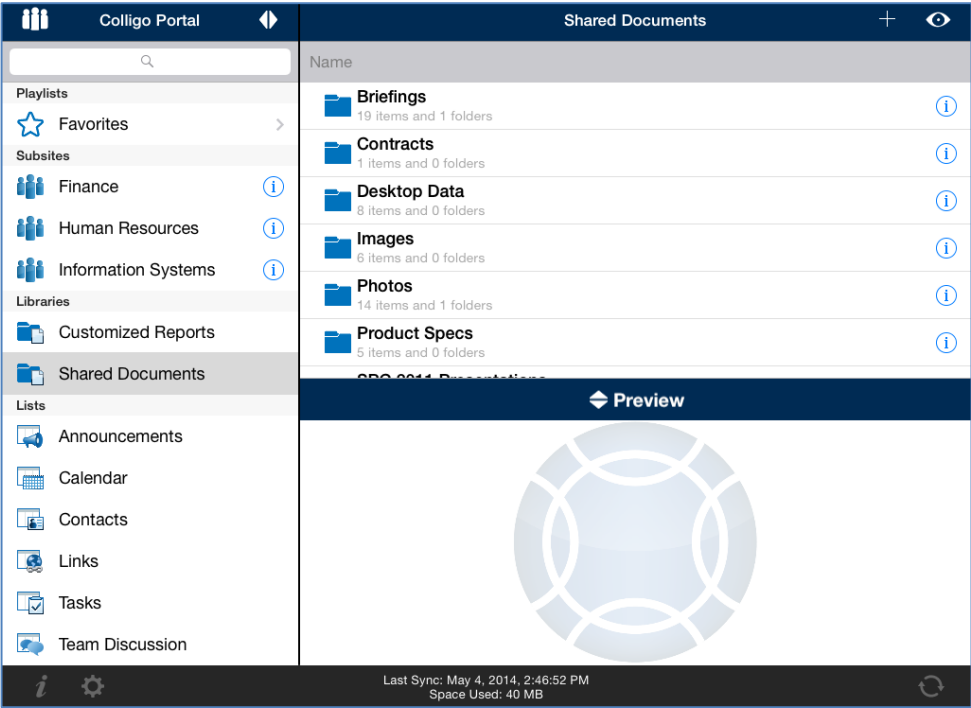 Colligo Portal
Shared Documents
Name
Playlists
Favorites
Subsites
Finance
Human Resources
Information Systems
Libraries
Customized Reports
Shared Documents
Lists
Announcements
Calendar
Contacts
Links
Tasks
Team Discussion
Briefings
19 items and 1 folders
Contracts
1 items and 0 folders
Desktop Data
8 items and 0 folders
Images
6 items and 0 folders
Photos
14 items and 1 folders
Product Specs
5 items and 0 folders
SPC 2011 Presentations
Preview
Last Sync: May 4, 2014, 2:46:52 PM
Space Used: 40 MB